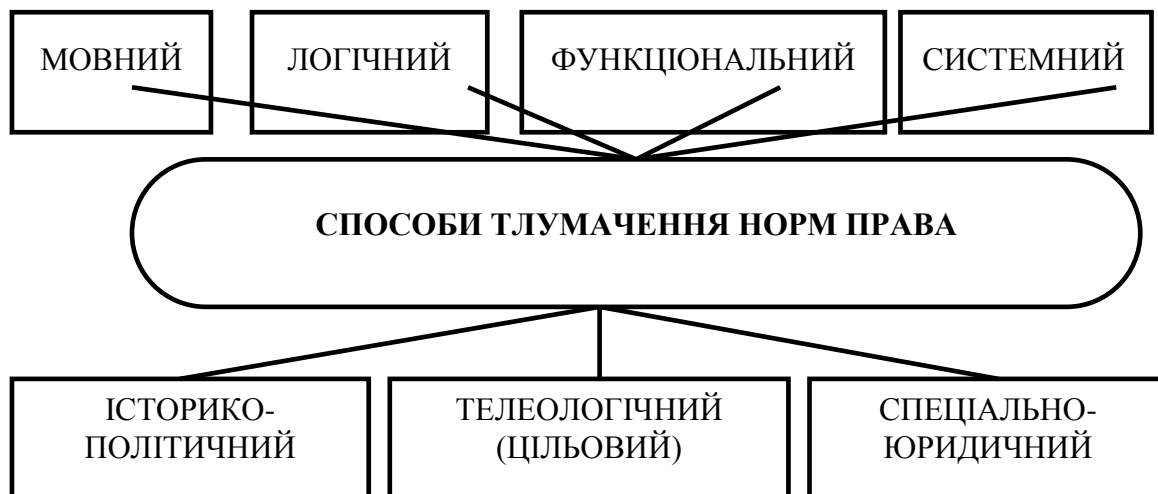 МОВНИЙ
ЛОГІЧНИЙ
ФУНКЦІОНАЛЬНИЙ
СИСТЕМНИЙ
СПОСОБИ ТЛУМАЧЕННЯ НОРМ ПРАВА
ІСТОРИКО-
ПОЛІТИЧНИЙ
ТЕЛЕОЛОГІЧНИЙ
(ЦІЛЬОВИЙ)
СПЕЦІАЛЬНО-
ЮРИДИЧНИЙ